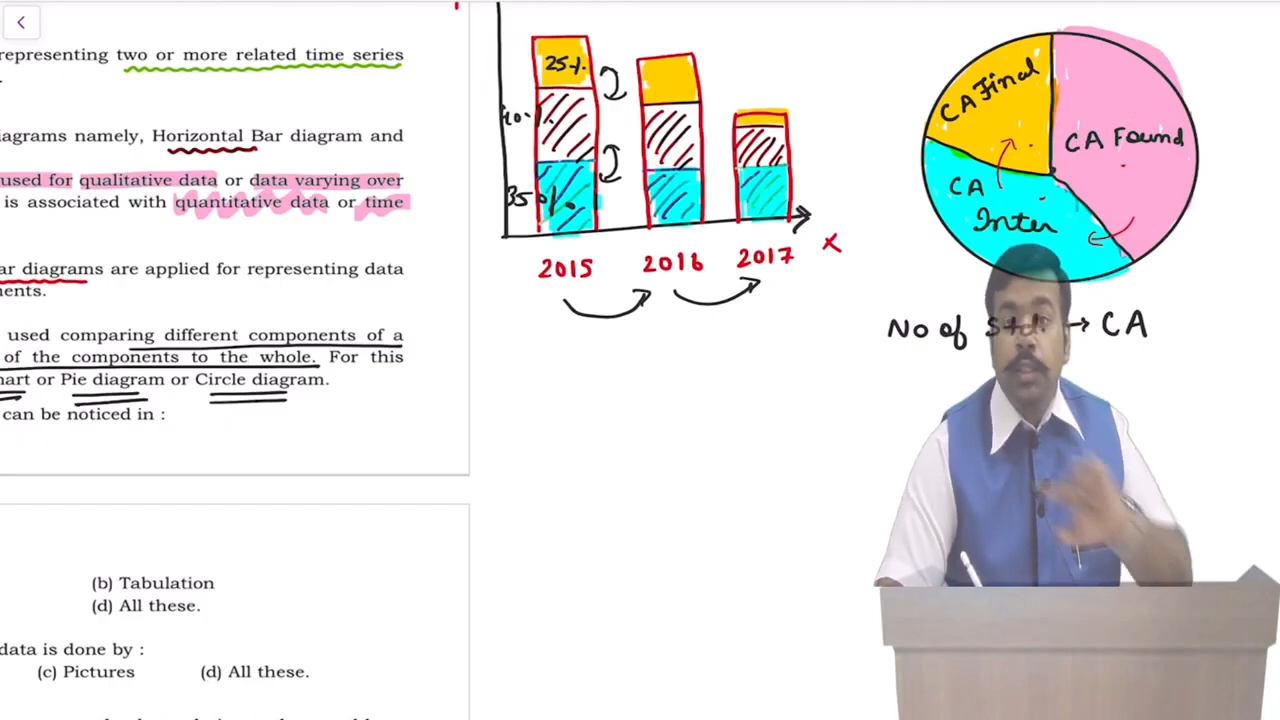 representing two or more related time series
.
iagrams namely, Horizontal Bar diagram and
used for qualitative data or data varying over
is associated with quantitative data or time
ar diagrams are applied for representing data
nents.
used comparing different components of a
of the components to the whole. For this
hart or Pie diagram or Circle diagram.
can be noticed in :
(b) Tabulation
(d) All these.
data is done by :
(c) Pictures (d) All these.
25%
40%
35%
2015 2016 2017 X
CA Final
CA Found
CA
Inter
No of Std → CA